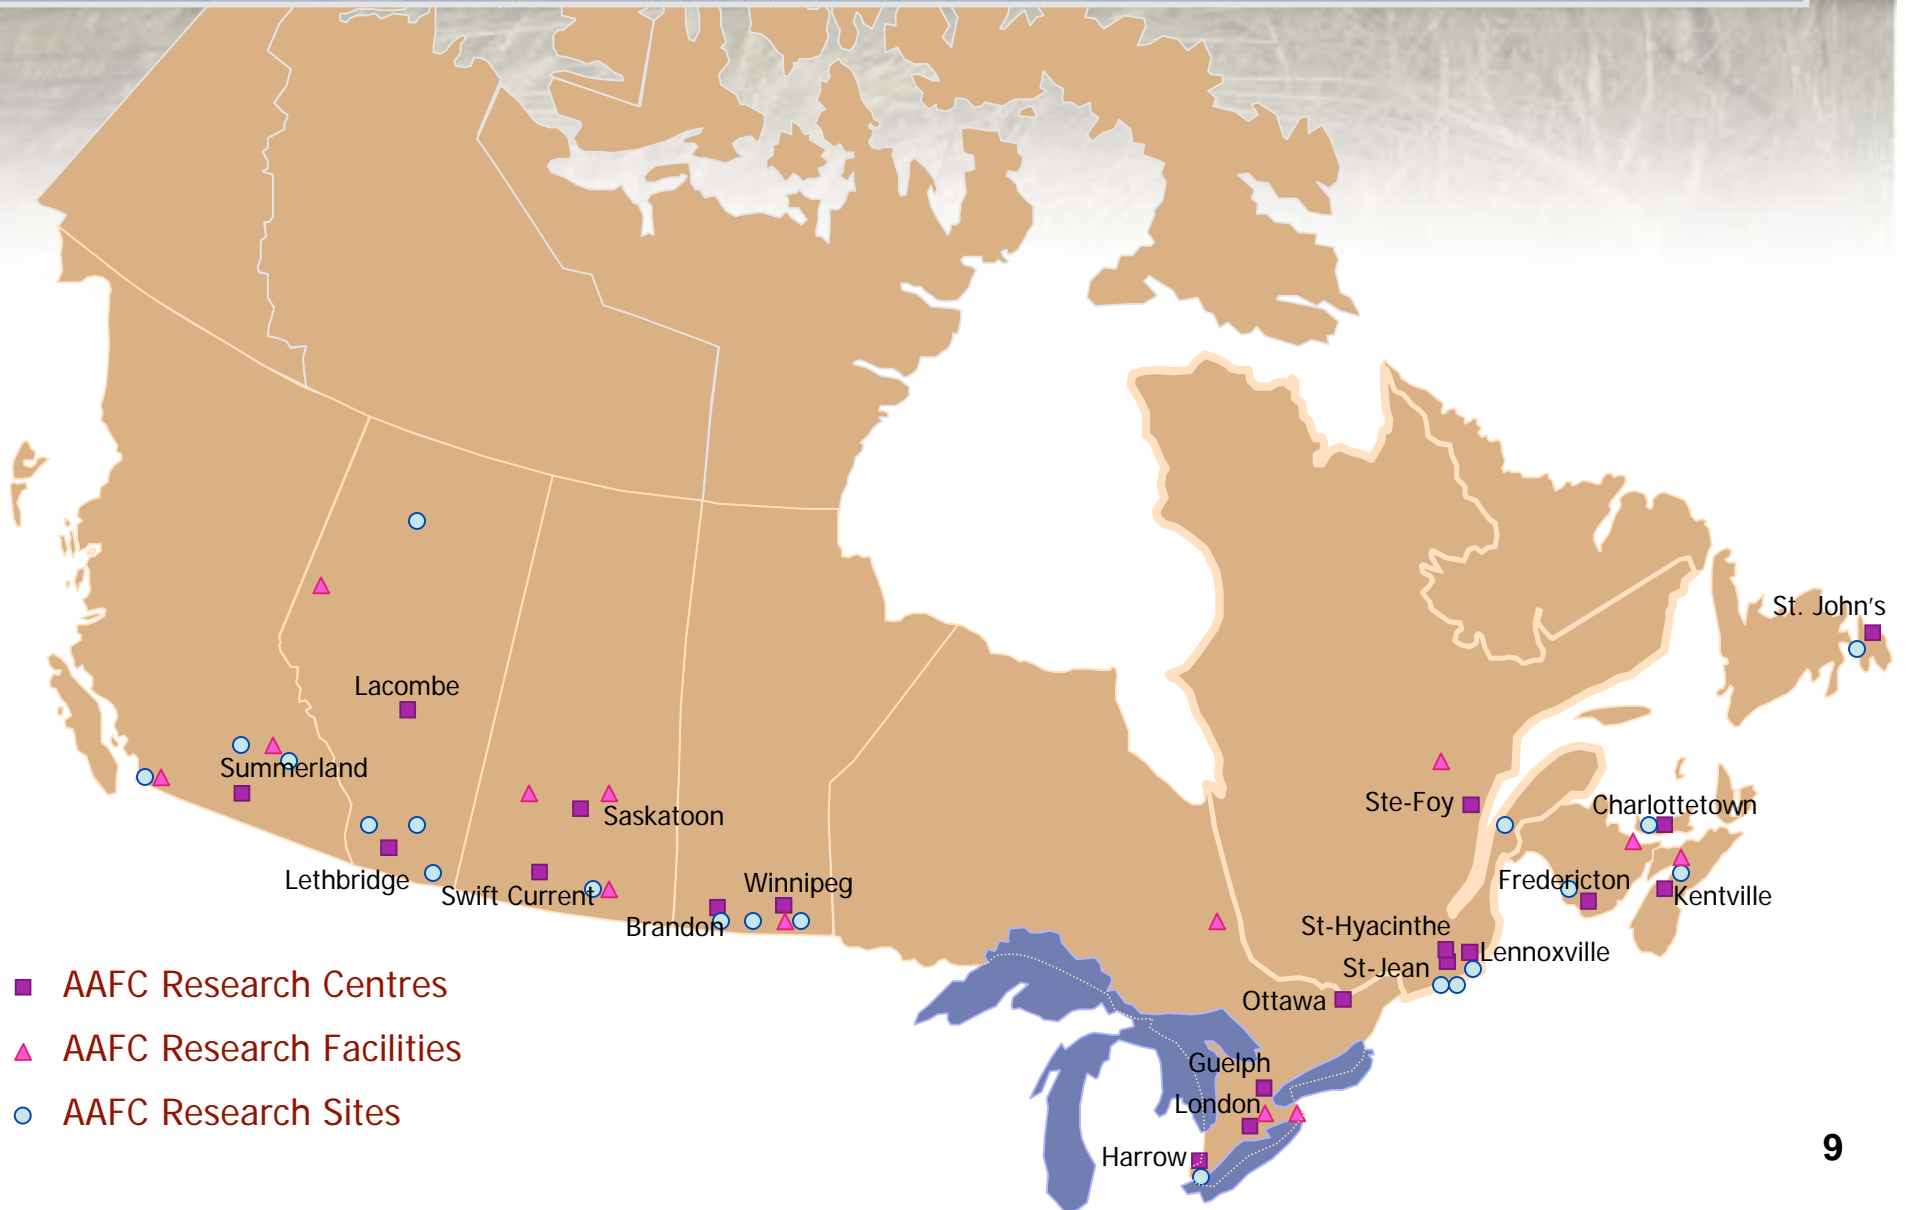 St. John's
Lacombe
Summerland
Ste-Foy
Charlottetown
Saskatoon
Lethbridge
Swift Current
Winnipeg
Fredericton
Kentville
Brandon
St-Hyacinthe
Lennoxville
St-Jean
Ottawa
AAFC Research Centres
AAFC Research Facilities
Guelph
London
AAFC Research Sites
Harrow
9